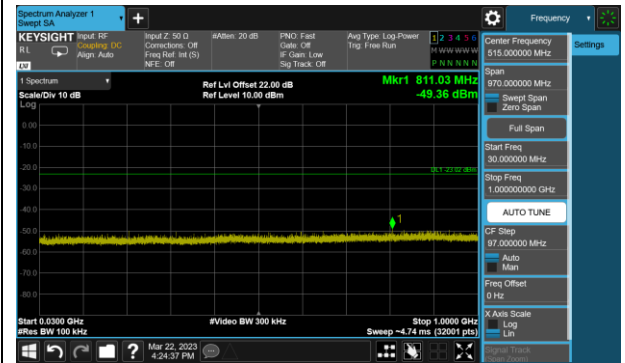 Spectrum Analyzer 1
Swept SA
Frequency
KEYSIGHT
RL
Input: RF
Coupling: DC
Align: Auto
Input Z: 50 Ω
Corrections: Off
Freq Ref: Int (S)
NFE: Off
#Atten: 20 dB
PNO: Fast
Gate: Off
IF Gain: Low
Sig Track: Off
Avg Type: Log-Power
Trig: Free Run
1 2 3 4 5 6
M W W W W W
P N N N N N
1 Spectrum
Scale/Div 10 dB
Log
Ref Lvl Offset 22.00 dB
Ref Level 10.00 dBm
Mkr1 811.03 MHz
-49.36 dBm
0.00
-10.0
-20.0
-30.0
-40.0
-50.0
-60.0
-70.0
-80.0
DL1 -23.02 dBm
1
Start 0.0300 GHz
#Res BW 100 kHz
#Video BW 300 kHz
Stop 1.0000 GHz
Sweep ~4.74 ms (32001 pts)
Center Frequency
515.000000 MHz
Settings
Span
970.000000 MHz
Swept Span
Zero Span
Full Span
Start Freq
30.000000 MHz
Stop Freq
1.000000000 GHz
AUTO TUNE
CF Step
97.000000 MHz
Auto
Man
Freq Offset
0 Hz
X Axis Scale
Log
Lin
Signal Track
(Span Zoom)
?
Mar 22, 2023
4:24:37 PM